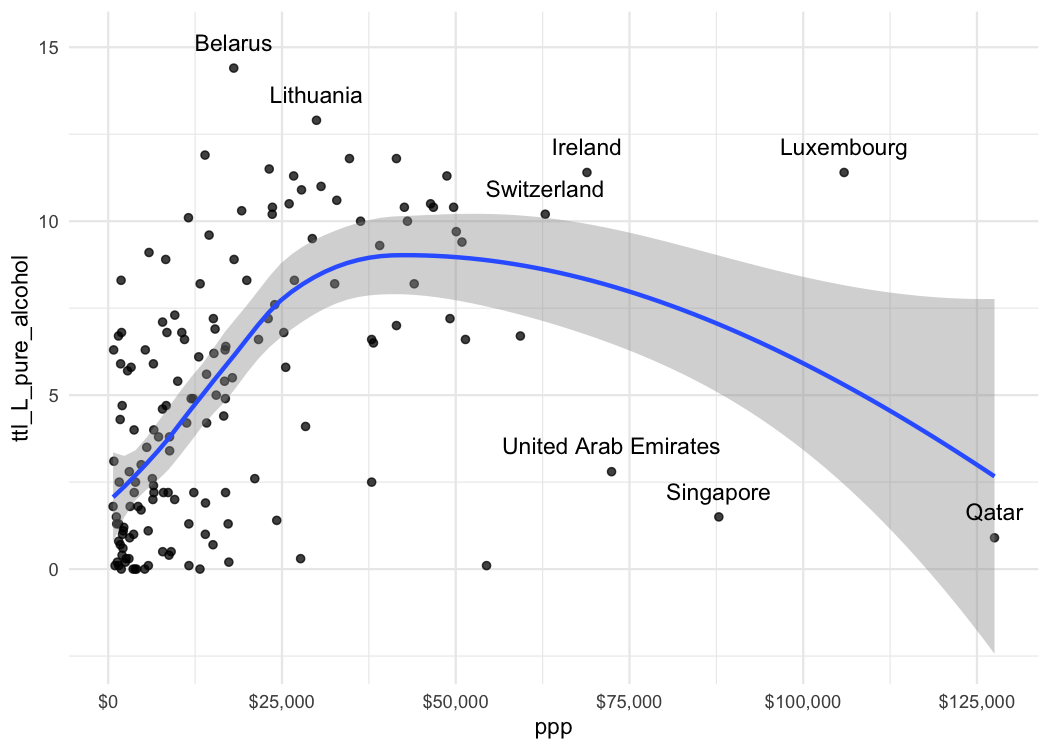 15
Belarus
Lithuania
Ireland
Luxembourg
Switzerland
10
ttl_L_pure_alcohol
5
United Arab Emirates
Singapore
Qatar
0
$0 $25,000 $50,000 $75,000 $100,000 $125,000
ppp